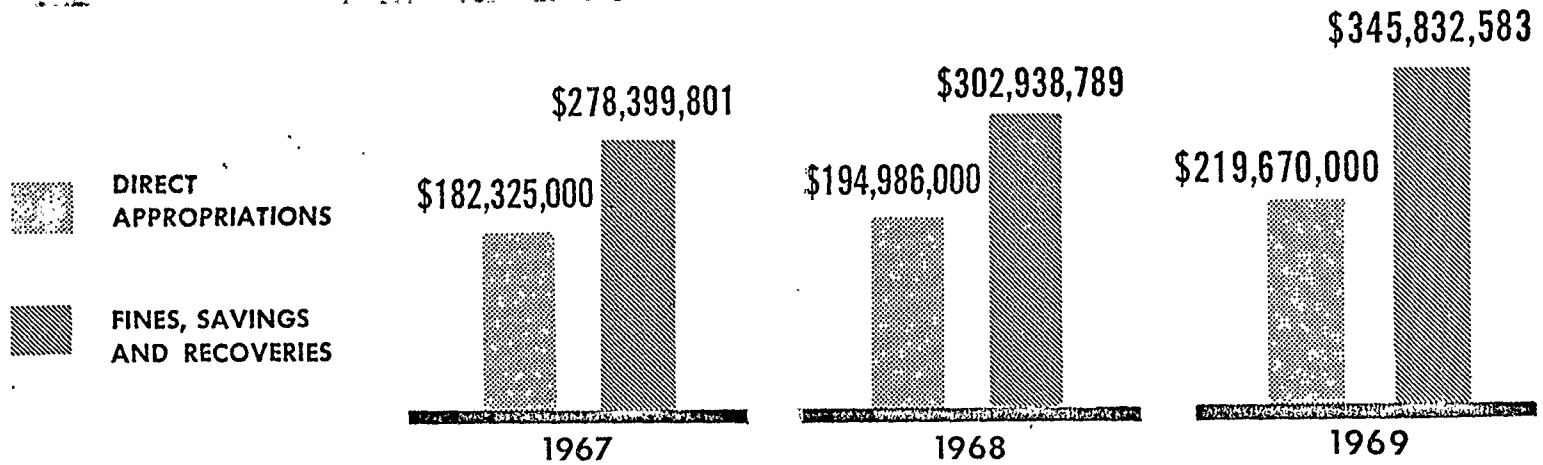 DIRECT
APPROPRIATIONS
FINES, SAVINGS
AND RECOVERIES
$182,325,000
$278,399,801
1967
$194,986,000
$302,938,789
1968
$219,670,000
$345,832,583
1969